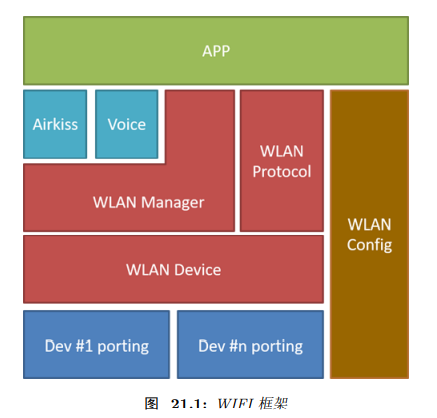 APP
Airkiss
Voice
WLAN
Protocol
WLAN Manager
WLAN
Config
WLAN Device
Dev #1 porting
Dev #n porting
图 21.1: WIFI 框架